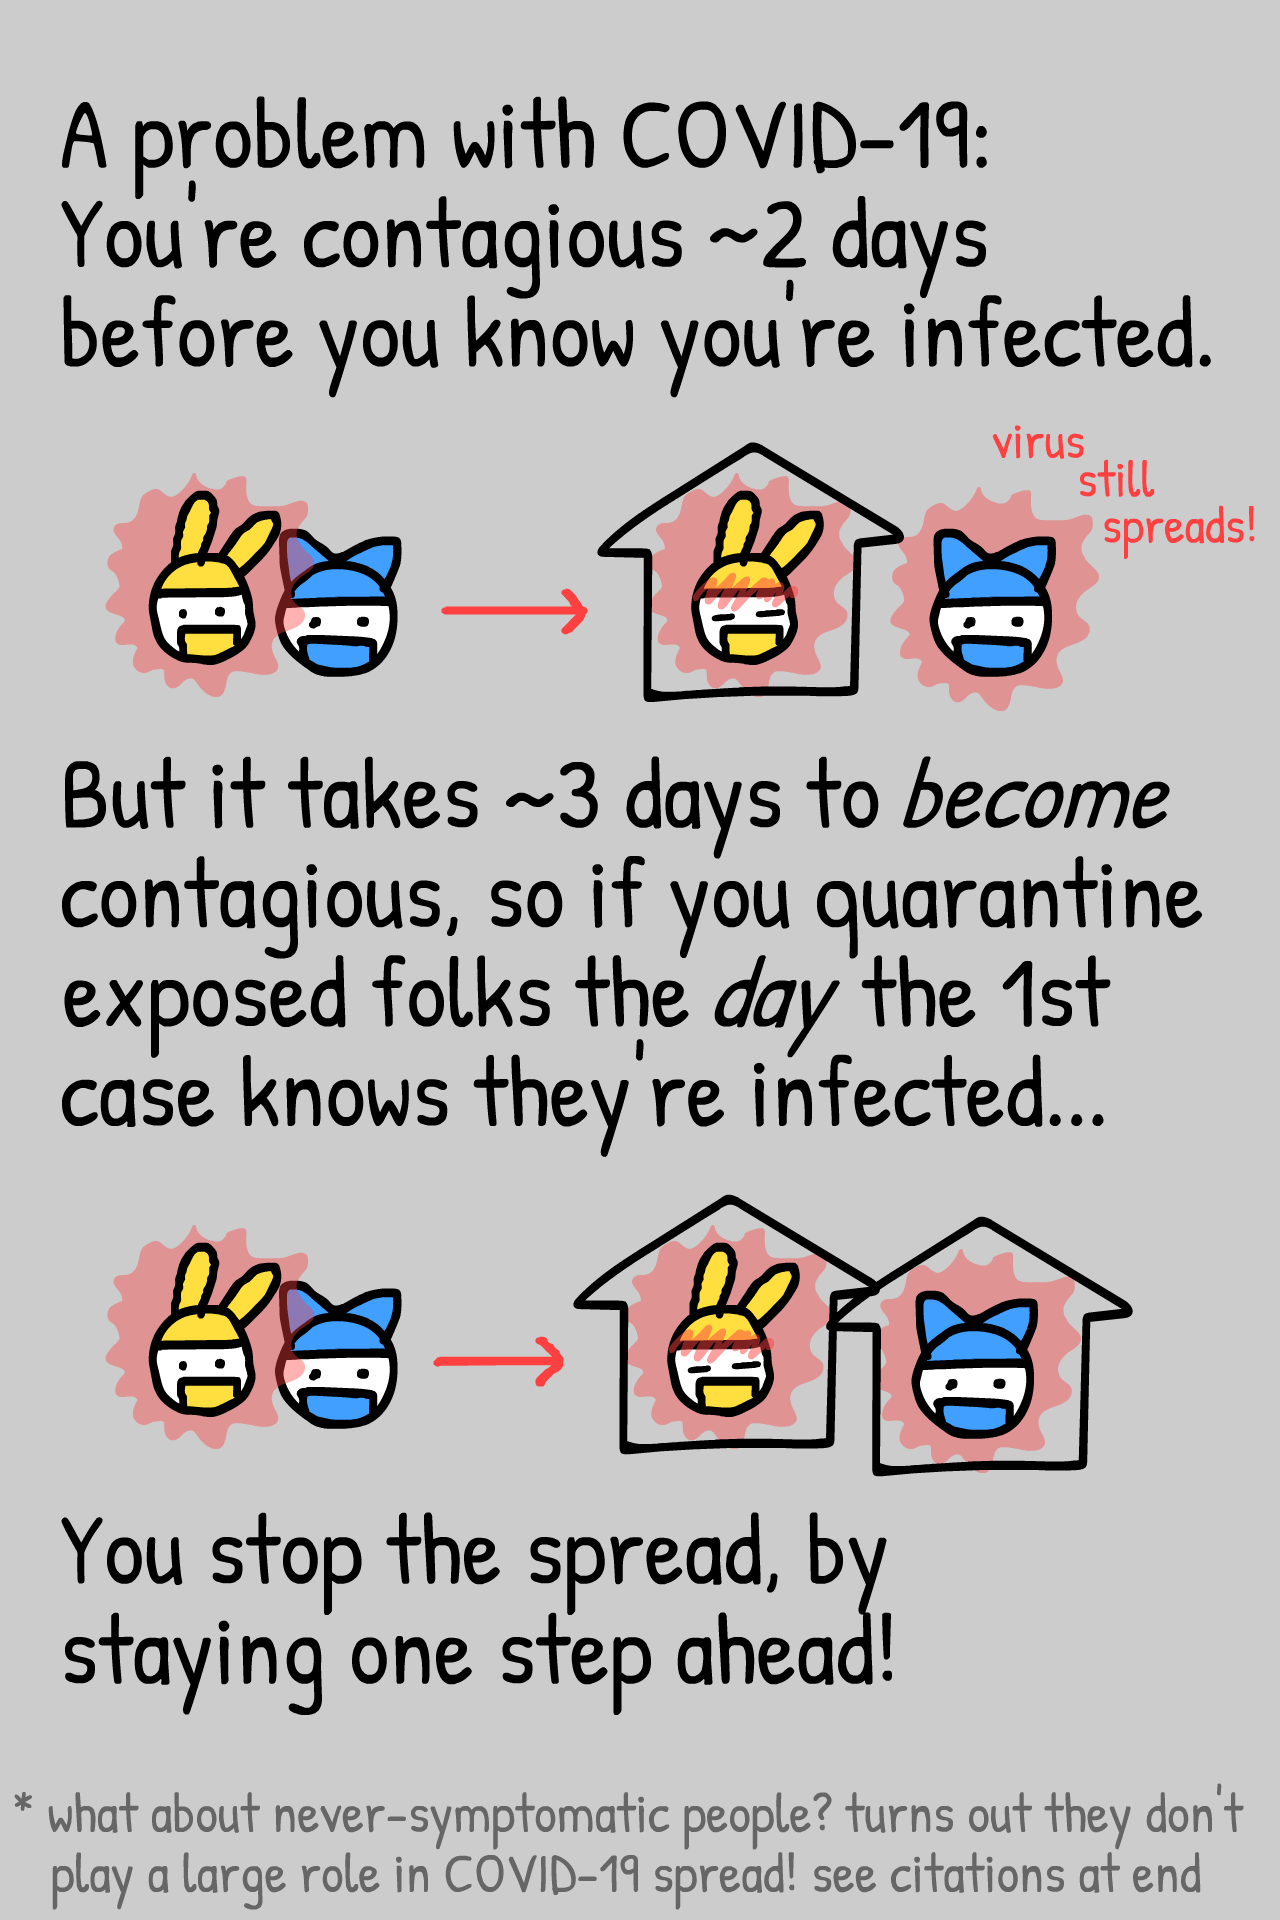 A problem with COVID-19:
You're contagious ~2 days
before you know you're infected.
virus
still
spreads!
But it takes ~3 days to become
contagious, so if you quarantine
exposed folks the day the 1st
case knows they're infected...
You stop the spread, by
staying one step ahead!
* what about never-symptomatic people? turns out they don't
play a large role in COVID-19 spread! see citations at end